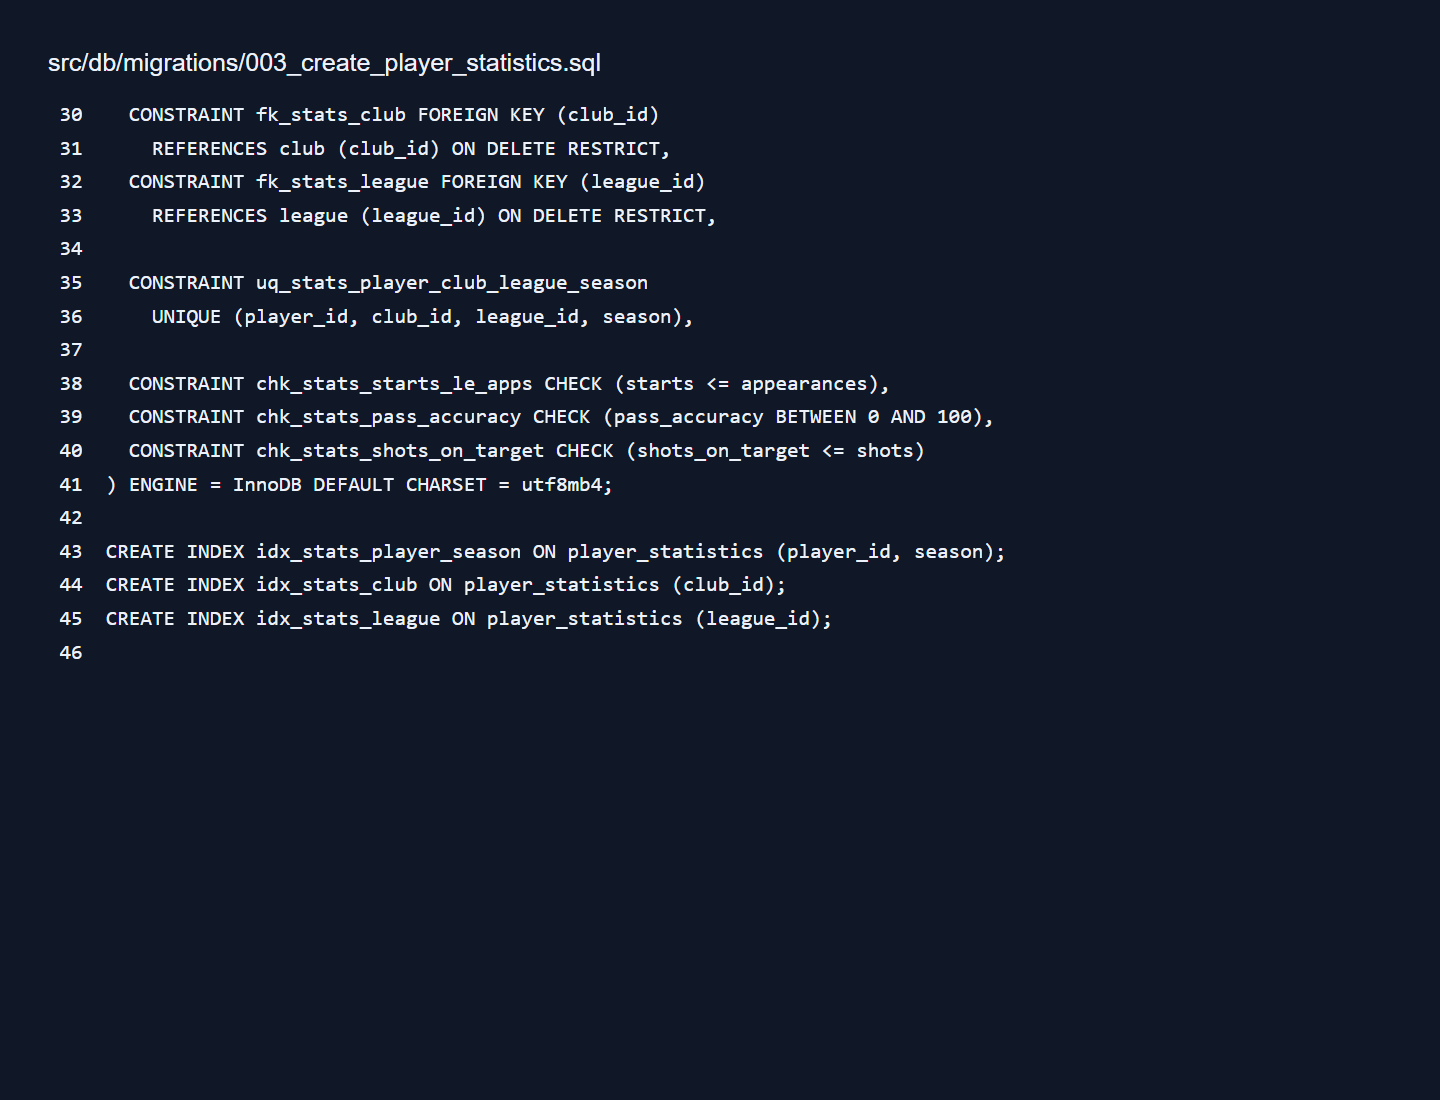 src/db/migrations/003_create_player_statistics.sql
30    CONSTRAINT fk_stats_club FOREIGN KEY (club_id)
31      REFERENCES club (club_id) ON DELETE RESTRICT,
32    CONSTRAINT fk_stats_league FOREIGN KEY (league_id)
33      REFERENCES league (league_id) ON DELETE RESTRICT,
34
35    CONSTRAINT uq_stats_player_club_league_season
36      UNIQUE (player_id, club_id, league_id, season),
37
38    CONSTRAINT chk_stats_starts_le_apps CHECK (starts <= appearances),
39    CONSTRAINT chk_stats_pass_accuracy CHECK (pass_accuracy BETWEEN 0 AND 100),
40    CONSTRAINT chk_stats_shots_on_target CHECK (shots_on_target <= shots)
41  ) ENGINE = InnoDB DEFAULT CHARSET = utf8mb4;
42
43  CREATE INDEX idx_stats_player_season ON player_statistics (player_id, season);
44  CREATE INDEX idx_stats_club ON player_statistics (club_id);
45  CREATE INDEX idx_stats_league ON player_statistics (league_id);
46